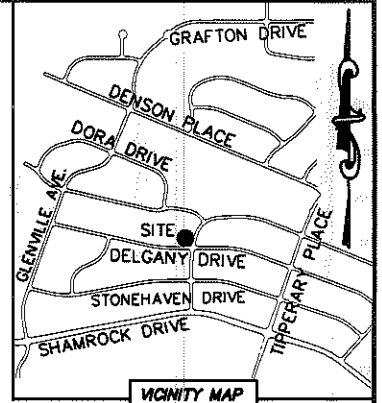 GRAFTON DRIVE
DENSON PLACE
DORA DRIVE
GLENVILLE AVE.
SITE
DELGANY DRIVE
TIPPERARY PLACE
STONEHAVEN DRIVE
SHAMROCK DRIVE
VICINITY MAP